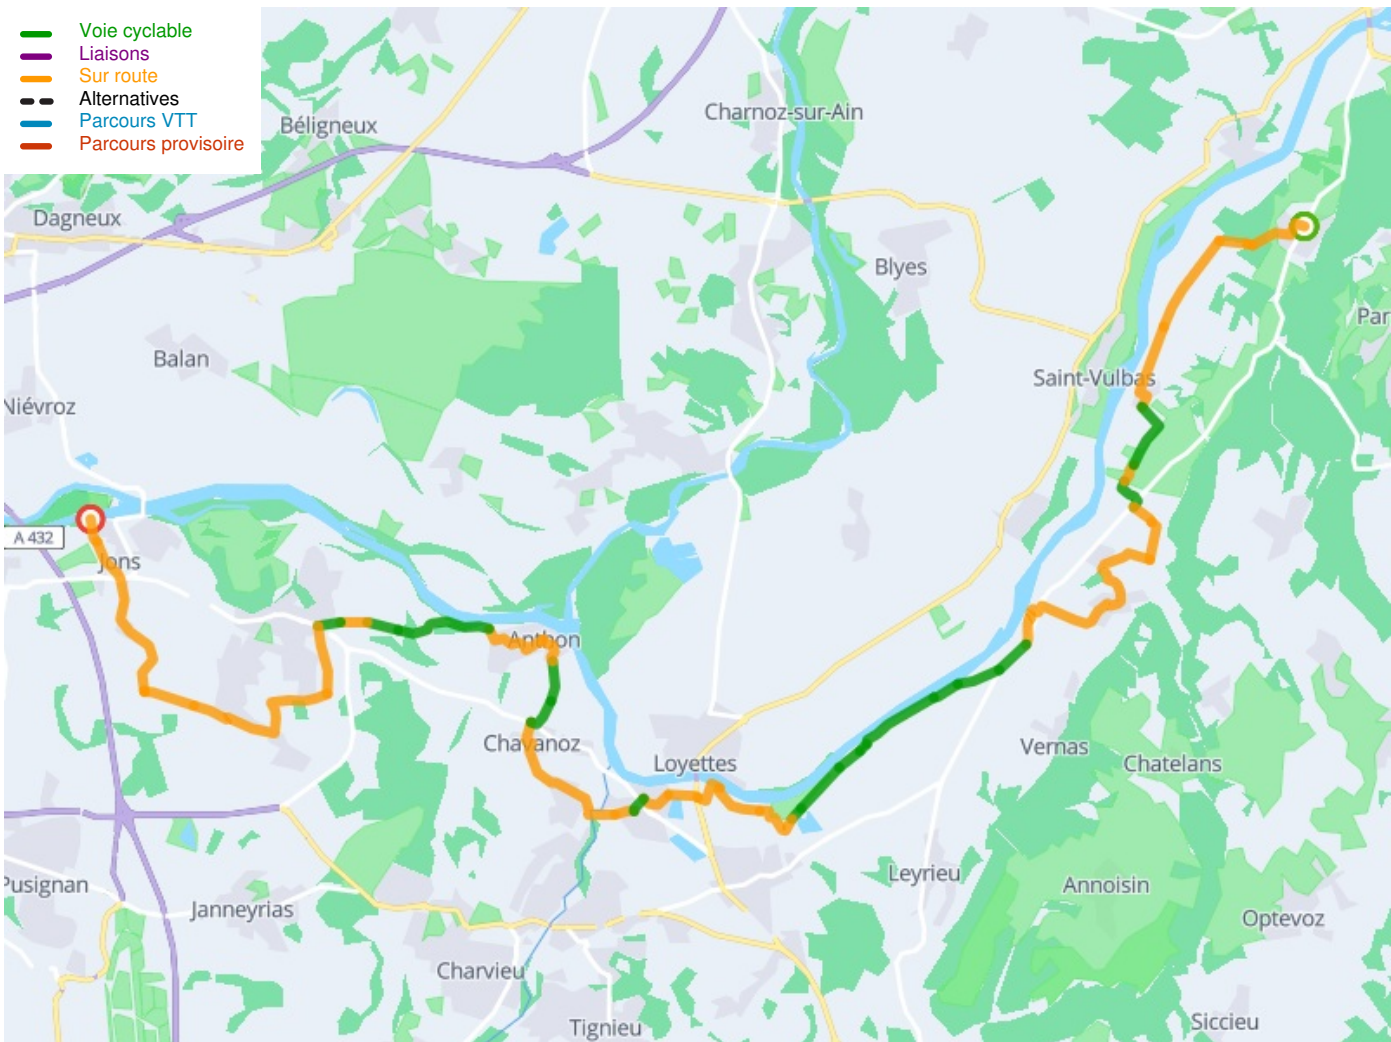 Voie cyclable
Liaisons
Sur route
Alternatives
Parcours VTT
Parcours provisoire
Béligneux
Charnoz-sur-Ain
Dagneux
Blyes
Par
Balan
Saint-Vulbas
Niévroz
A 432
Jons
Anthon
Chavanoz
Loyettes
Vernas
Chatelans
Pusignan
Leyrieu
Annoisin
Janneyrias
Optevoz
Charvieu
Siccieu
Tignieu